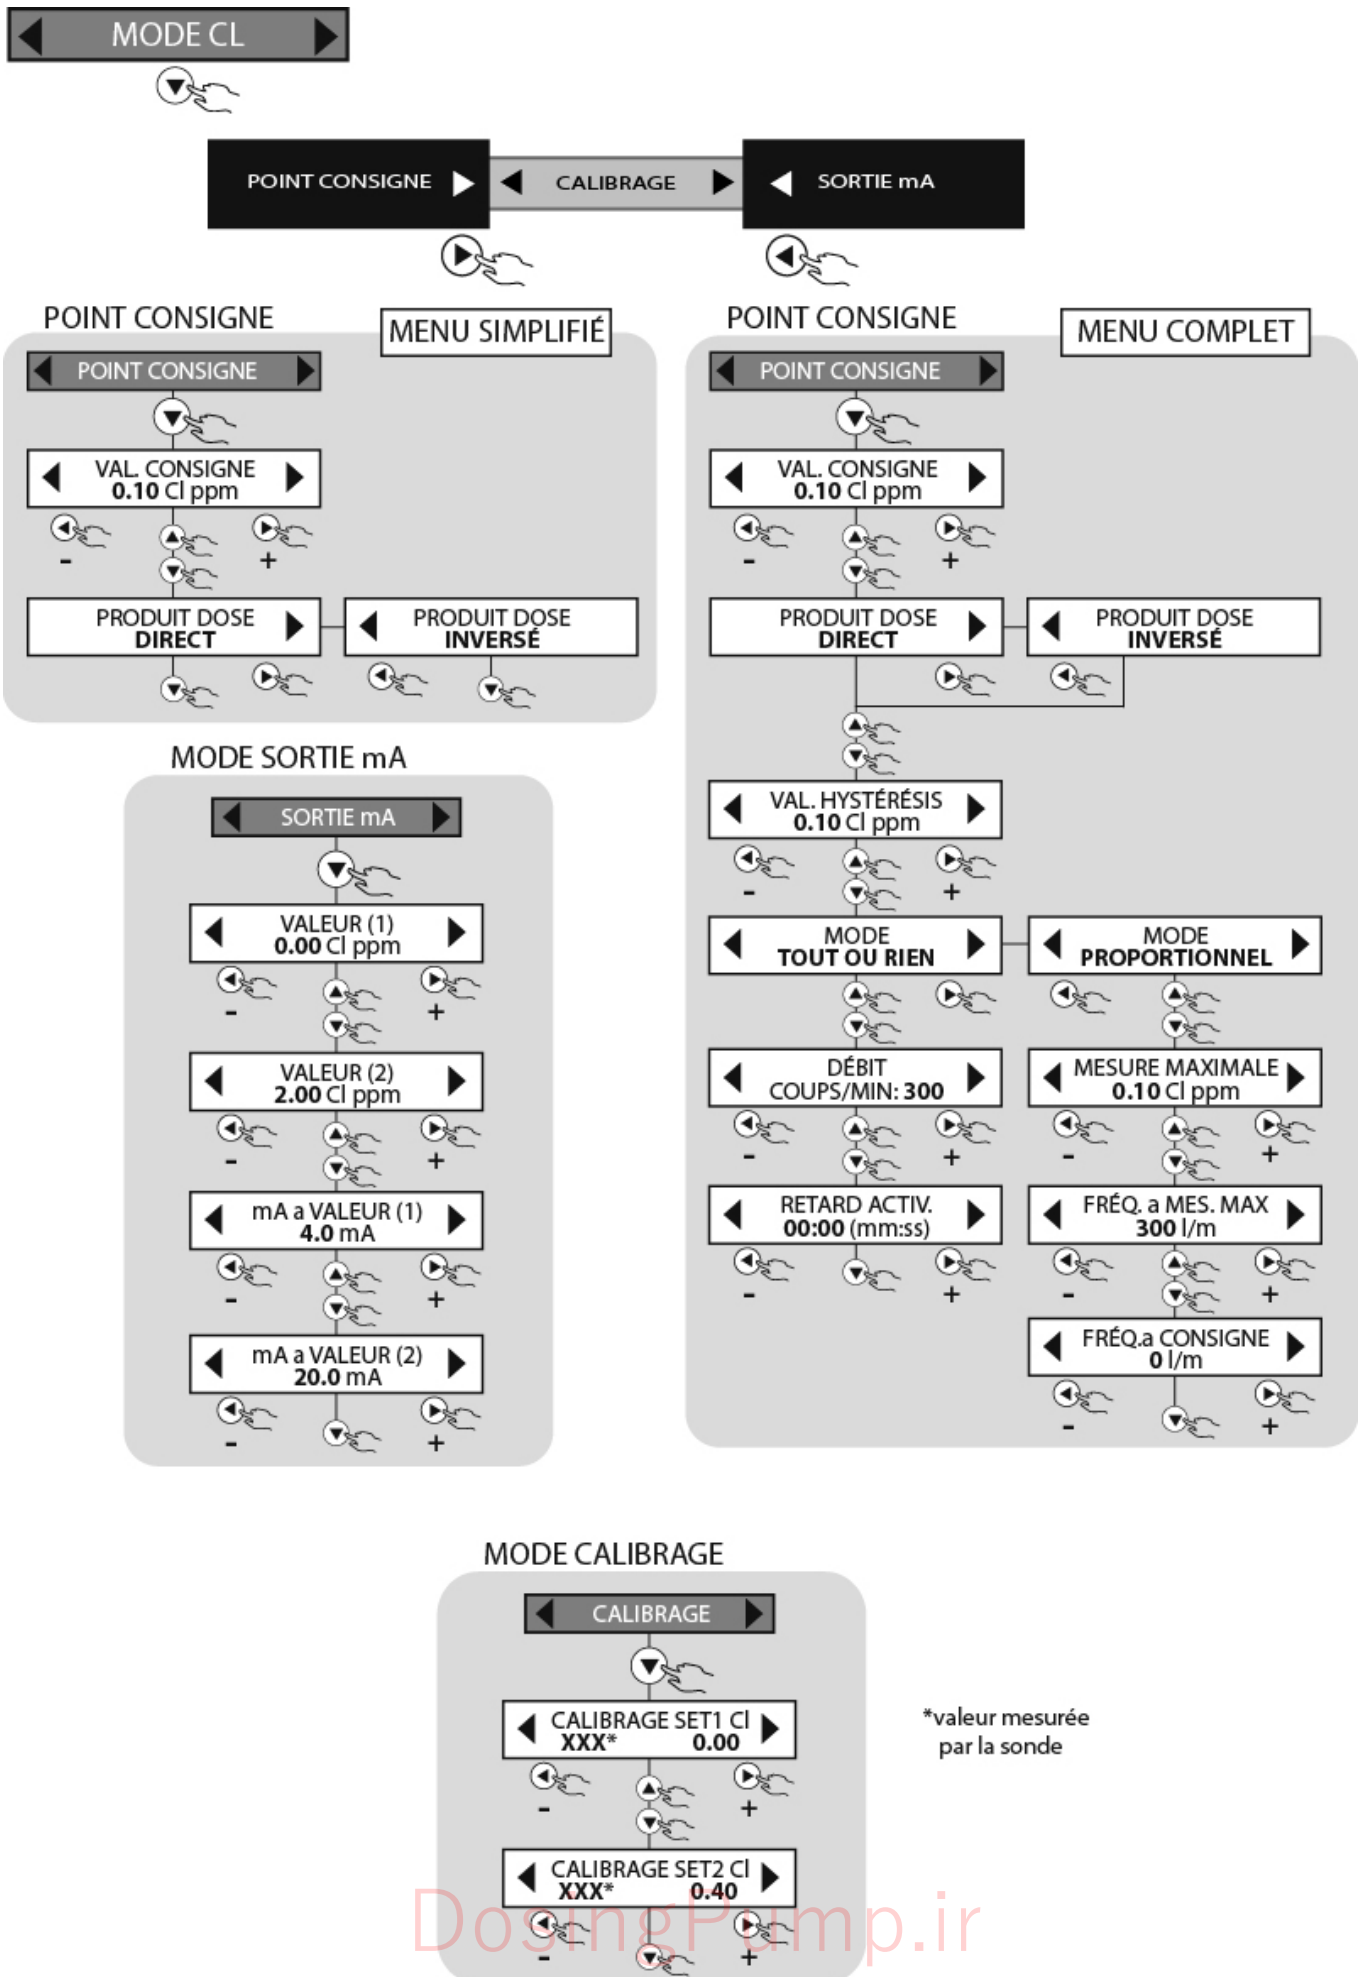 MODE CL
POINT CONSIGNE
CALIBRAGE
SORTIE mA
POINT CONSIGNE
MENU SIMPLIFIÉ
POINT CONSIGNE
VAL. CONSIGNE
0.10 Cl ppm
-
+
PRODUIT DOSE
DIRECT
PRODUIT DOSE
INVERSÉ
POINT CONSIGNE
MENU COMPLET
POINT CONSIGNE
VAL. CONSIGNE
0.10 Cl ppm
-
+
PRODUIT DOSE
DIRECT
PRODUIT DOSE
INVERSÉ
VAL. HYSTÉRÉSIS
0.10 Cl ppm
-
+
MODE
TOUT OU RIEN
MODE
PROPORTIONNEL
DÉBIT
COUPS/MIN: 300
-
+
MESURE MAXIMALE
0.10 Cl ppm
-
+
RETARD ACTIV.
00:00 (mm:ss)
-
+
FRÉQ. a MES. MAX
300 l/m
-
+
FRÉQ.a CONSIGNE
0 l/m
-
+
MODE SORTIE mA
SORTIE mA
VALEUR (1)
0.00 Cl ppm
-
+
VALEUR (2)
2.00 Cl ppm
-
+
mA a VALEUR (1)
4.0 mA
-
+
mA a VALEUR (2)
20.0 mA
-
+
MODE CALIBRAGE
CALIBRAGE
CALIBRAGE SET1 Cl
XXX* 0.00
-
+
CALIBRAGE SET2 Cl
XXX* 0.40
-
+
*valeur mesurée
par la sonde
DosingPump.ir